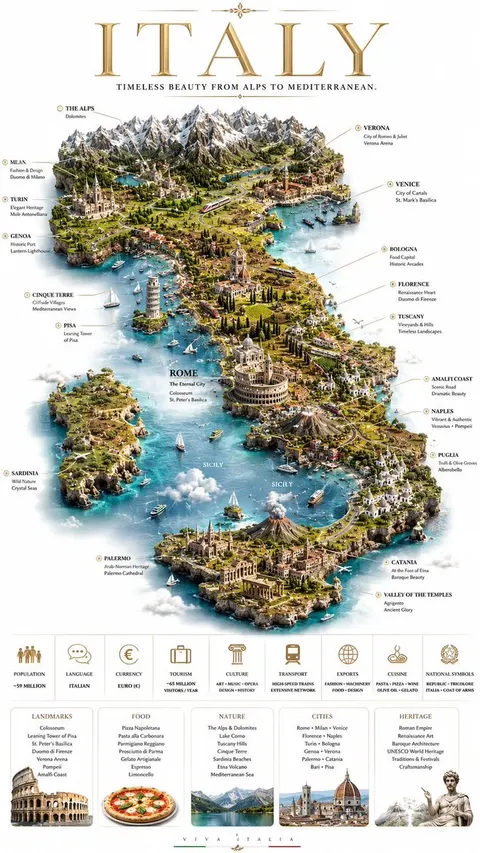 ITALY
TIMELESS BEAUTY FROM ALPS TO MEDITERRANEAN.
THE ALPS
Dolomites
VERONA
City of Romeo & Juliet
Verona Arena
MILAN
Fashion & Design
Duomo di Milano
VENICE
City of Canals
St. Mark's Basilica
TURIN
Elegant Heritage
Mole Antonelliana
GENOA
Historic Port
Lantern Lighthouse
BOLOGNA
Food Capital
Historic Arcades
FLORENCE
Renaissance Heart
Duomo di Firenze
CINQUE TERRE
Cliffside Villages
Mediterranean Views
TUSCANY
Vineyards & Hills
Timeless Landscapes
PISA
Leaning Tower
of Pisa
ROME
The Eternal City
Colosseum
St. Peter's Basilica
AMALFI COAST
Scenic Road
Dramatic Beauty
NAPLES
Vibrant & Authentic
Vesuvius • Pompeii
PUGLIA
Trulli & Olive Groves
Alberobello
SICILY
SICILY
SARDINIA
Wild Nature
Crystal Seas
PALERMO
Arab-Norman Heritage
Palermo Cathedral
CATANIA
At the Foot of Etna
Baroque Beauty
VALLEY OF THE TEMPLES
Agrigento
Ancient Glory
POPULATION
~59 MILLION
LANGUAGE
ITALIAN
CURRENCY
EURO (€)
TOURISM
~65 MILLION
VISITORS / YEAR
CULTURE
ART • MUSIC • OPERA
DESIGN • HISTORY
TRANSPORT
HIGH-SPEED TRAINS
EXTENSIVE NETWORK
EXPORTS
FASHION • MACHINERY
FOOD • DESIGN
CUISINE
PASTA • PIZZA • WINE
OLIVE OIL • GELATO
NATIONAL SYMBOLS
REPUBLIC • TRICOLORE
ITALIA • COAT OF ARMS
LANDMARKS
Colosseum
Leaning Tower of Pisa
St. Peter's Basilica
Duomo di Firenze
Verona Arena
Pompeii
Amalfi Coast
FOOD
Pizza Napoletana
Pasta alla Carbonara
Parmigiano Reggiano
Prosciutto di Parma
Gelato Artigianale
Espresso
Limoncello
NATURE
The Alps & Dolomites
Lake Como
Tuscany Hills
Cinque Terre
Sardinia Beaches
Etna Volcano
Mediterranean Sea
CITIES
Rome • Milan • Venice
Florence • Naples
Turin • Bologna
Genoa • Verona
Palermo • Catania
Bari • Pisa
HERITAGE
Roman Empire
Renaissance Art
Baroque Architecture
UNESCO World Heritage
Traditions & Festivals
Craftsmanship
VIVA ITALIA